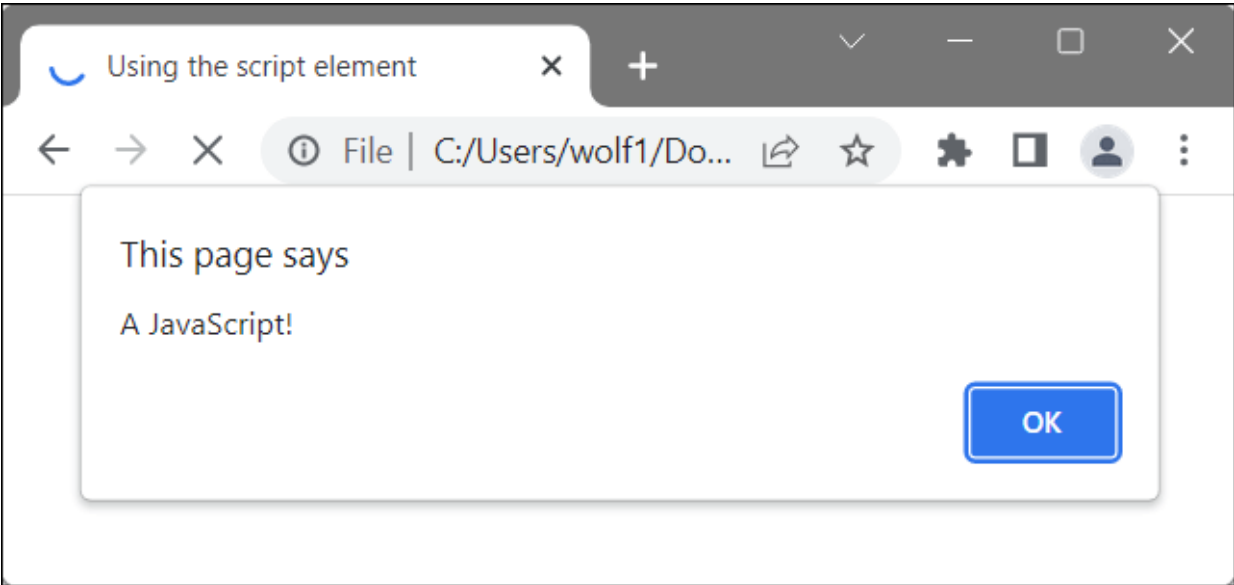 Using the script element
File | C:/Users/wolf1/Do...
This page says
A JavaScript!
OK